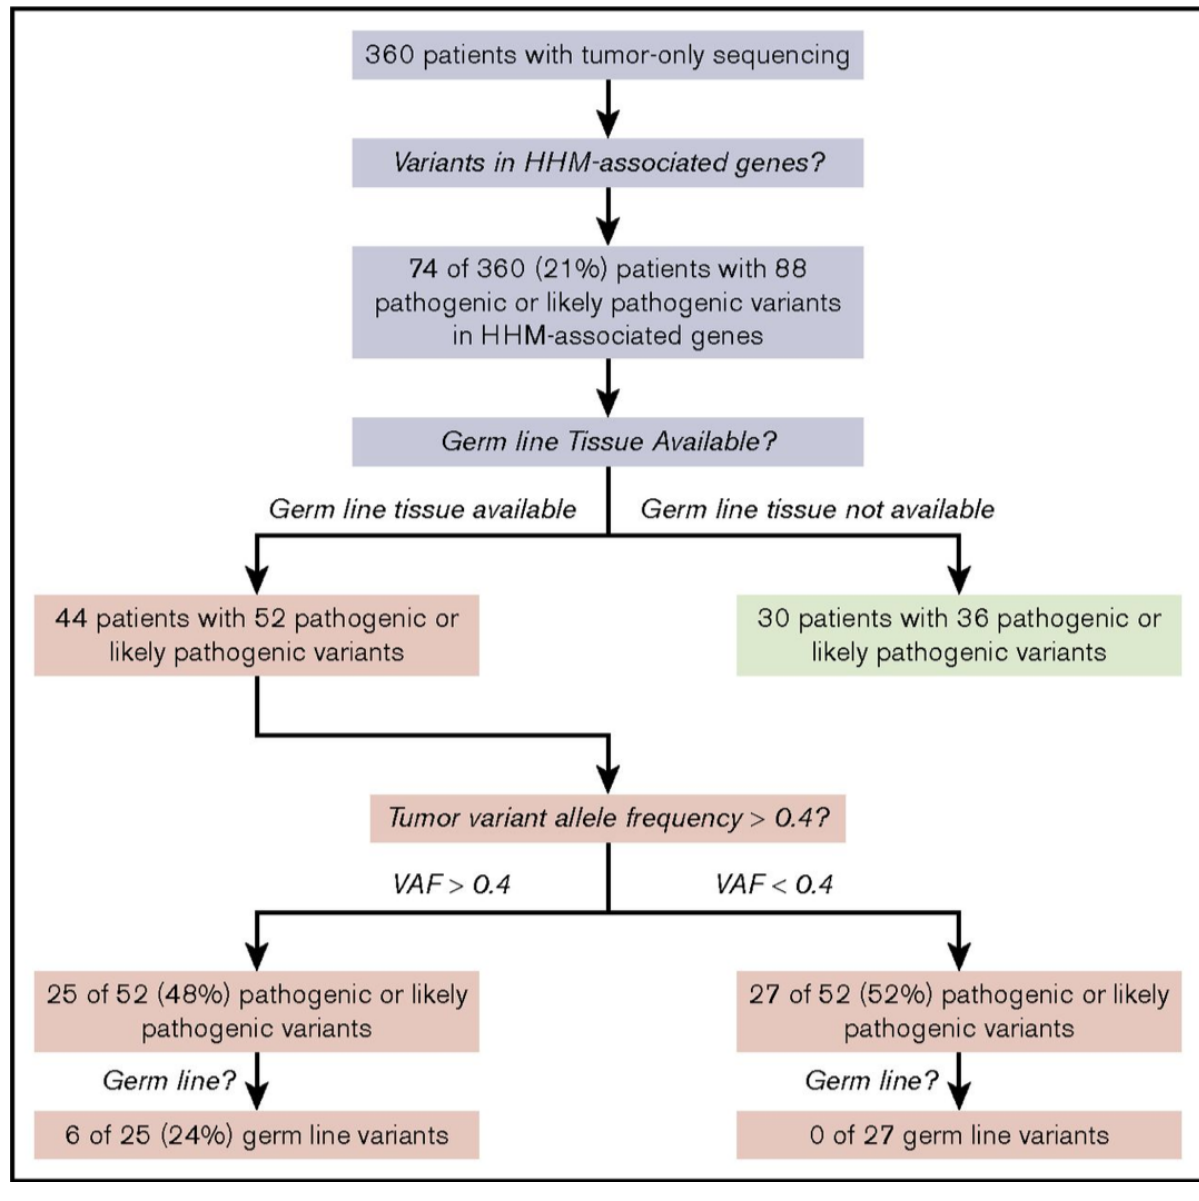 360 patients with tumor-only sequencing
Variants in HHM-associated genes?
74 of 360 (21%) patients with 88
pathogenic or likely pathogenic variants
in HHM-associated genes
Germ line Tissue Available?
Germ line tissue available
Germ line tissue not available
44 patients with 52 pathogenic or
likely pathogenic variants
30 patients with 36 pathogenic or
likely pathogenic variants
Tumor variant allele frequency > 0.4?
VAF > 0.4
VAF < 0.4
25 of 52 (48%) pathogenic or likely
pathogenic variants
27 of 52 (52%) pathogenic or likely
pathogenic variants
Germ line?
Germ line?
6 of 25 (24%) germ line variants
0 of 27 germ line variants